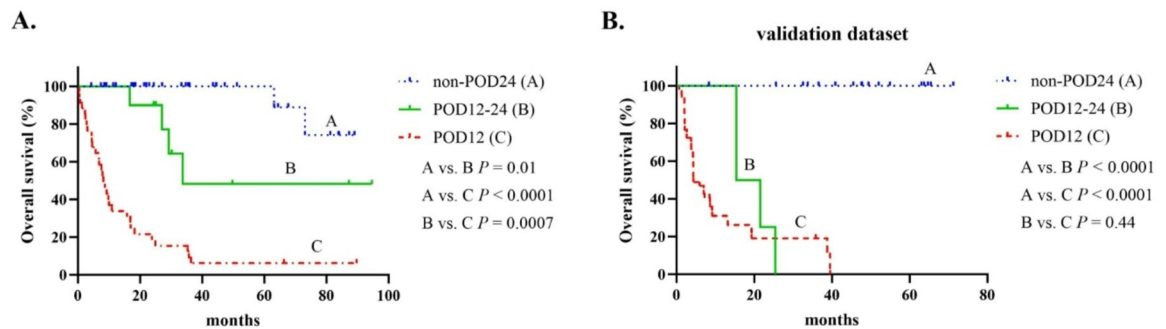 A.
Overall suvival (%)
100
80
60
40
20
0
0 20 40 60 80 100
months
A
B
C
non-POD24 (A)
POD12-24 (B)
POD12 (C)
A vs. B P = 0.01
A vs. C P < 0.0001
B vs. C P = 0.0007
B.
validation dataset
Overall suvival (%)
100
80
60
40
20
0
0 20 40 60 80
months
A
B
C
non-POD24 (A)
POD12-24 (B)
POD12 (C)
A vs. B P < 0.0001
A vs. C P < 0.0001
B vs. C P = 0.44